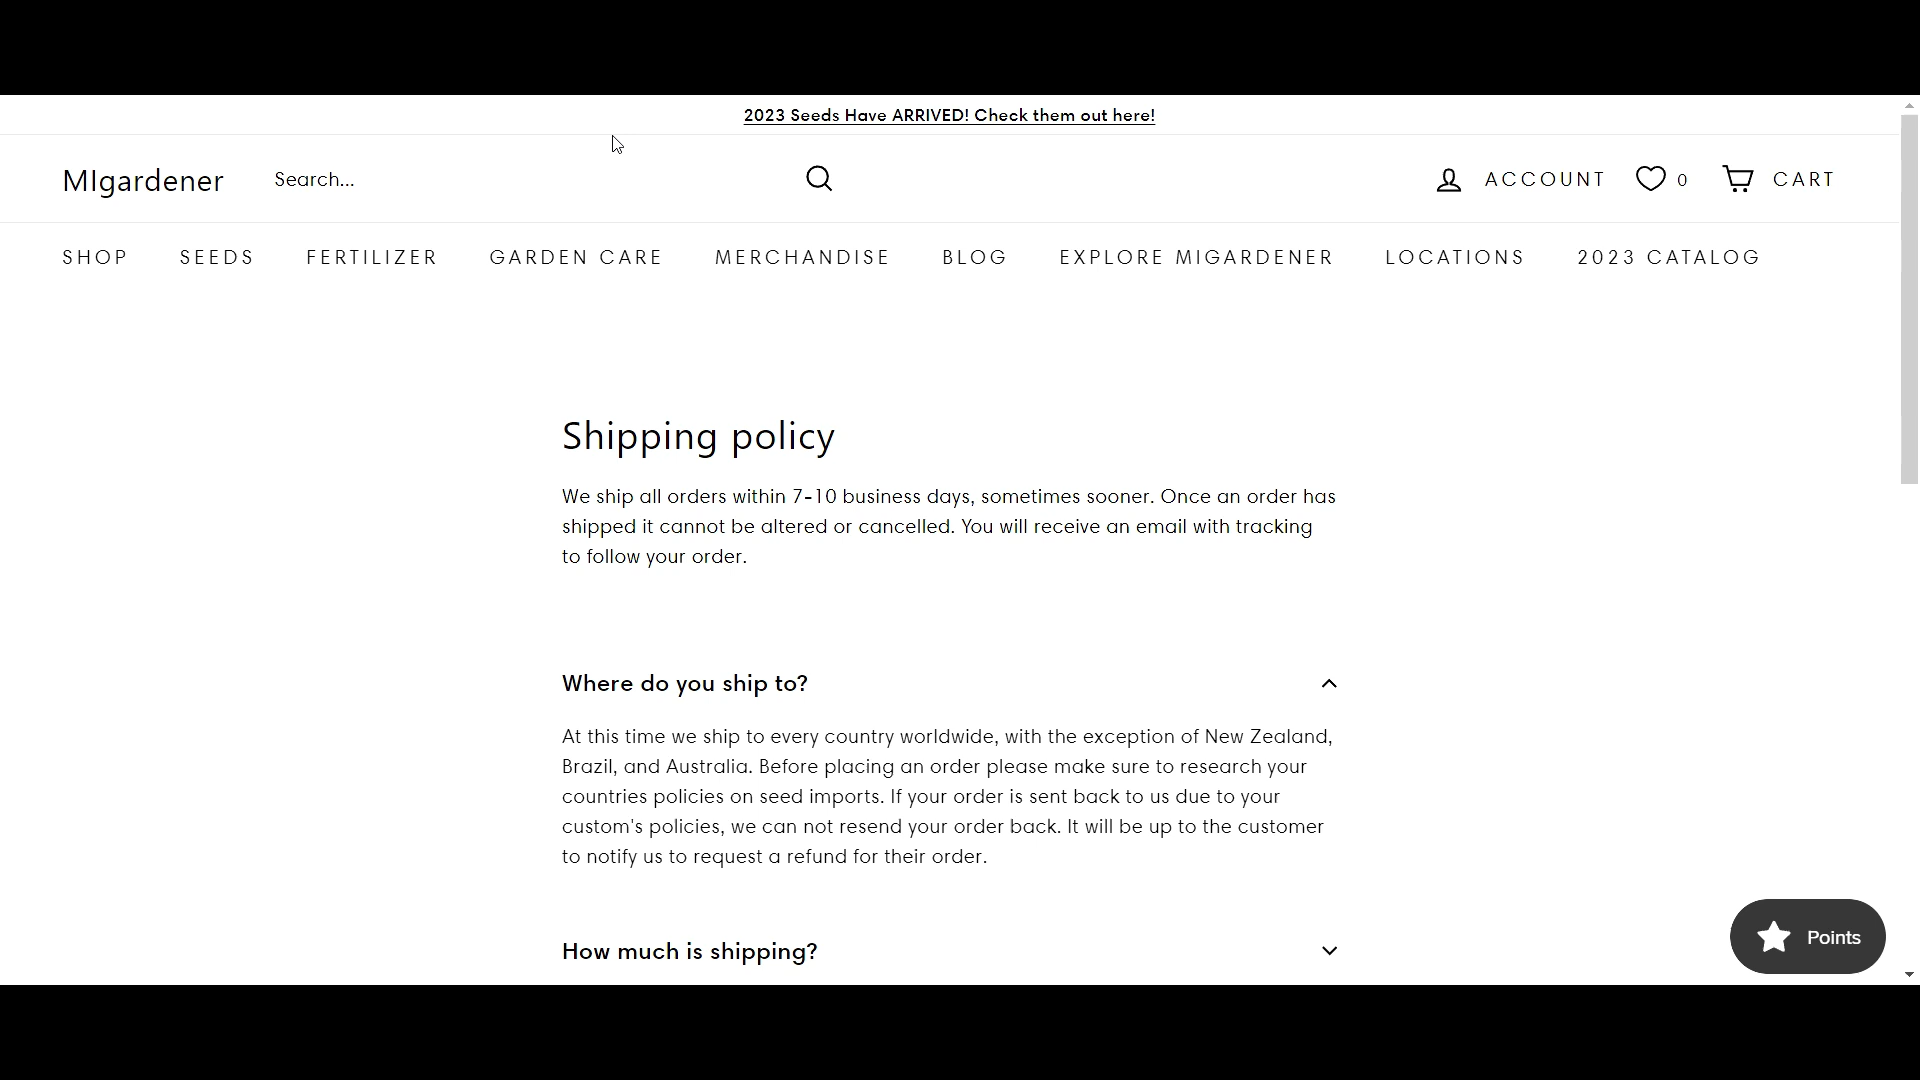 2023 Seeds Have ARRIVED! Check them out here!
MIgardener Search... ACCOUNT 0 CART
SHOP SEEDS FERTILIZER GARDEN CARE MERCHANDISE BLOG EXPLORE MIGARDENER LOCATIONS 2023 CATALOG
Shipping policy
We ship all orders within 7-10 business days, sometimes sooner. Once an order has
shipped it cannot be altered or cancelled. You will receive an email with tracking
to follow your order.
Where do you ship to?
At this time we ship to every country worldwide, with the exception of New Zealand,
Brazil, and Australia. Before placing an order please make sure to research your
countries policies on seed imports. If your order is sent back to us due to your
custom's policies, we can not resend your order back. It will be up to the customer
to notify us to request a refund for their order.
How much is shipping?
Points